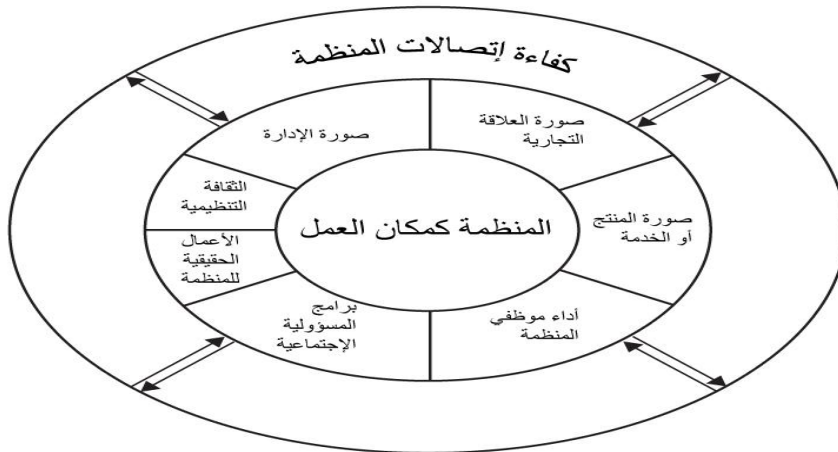 كفاءة إتصالات المنظمة
صورة العلاقة
التجارية
صورة الإدارة
صورة المنتج
أو الخدمة
المنظمة كمكان العمل
الثقافة
التنظيمية
الأعمال
الحقيقية
للمنظمة
أداء موظفي
المنظمة
برامج
المسؤولية
الإجتماعية